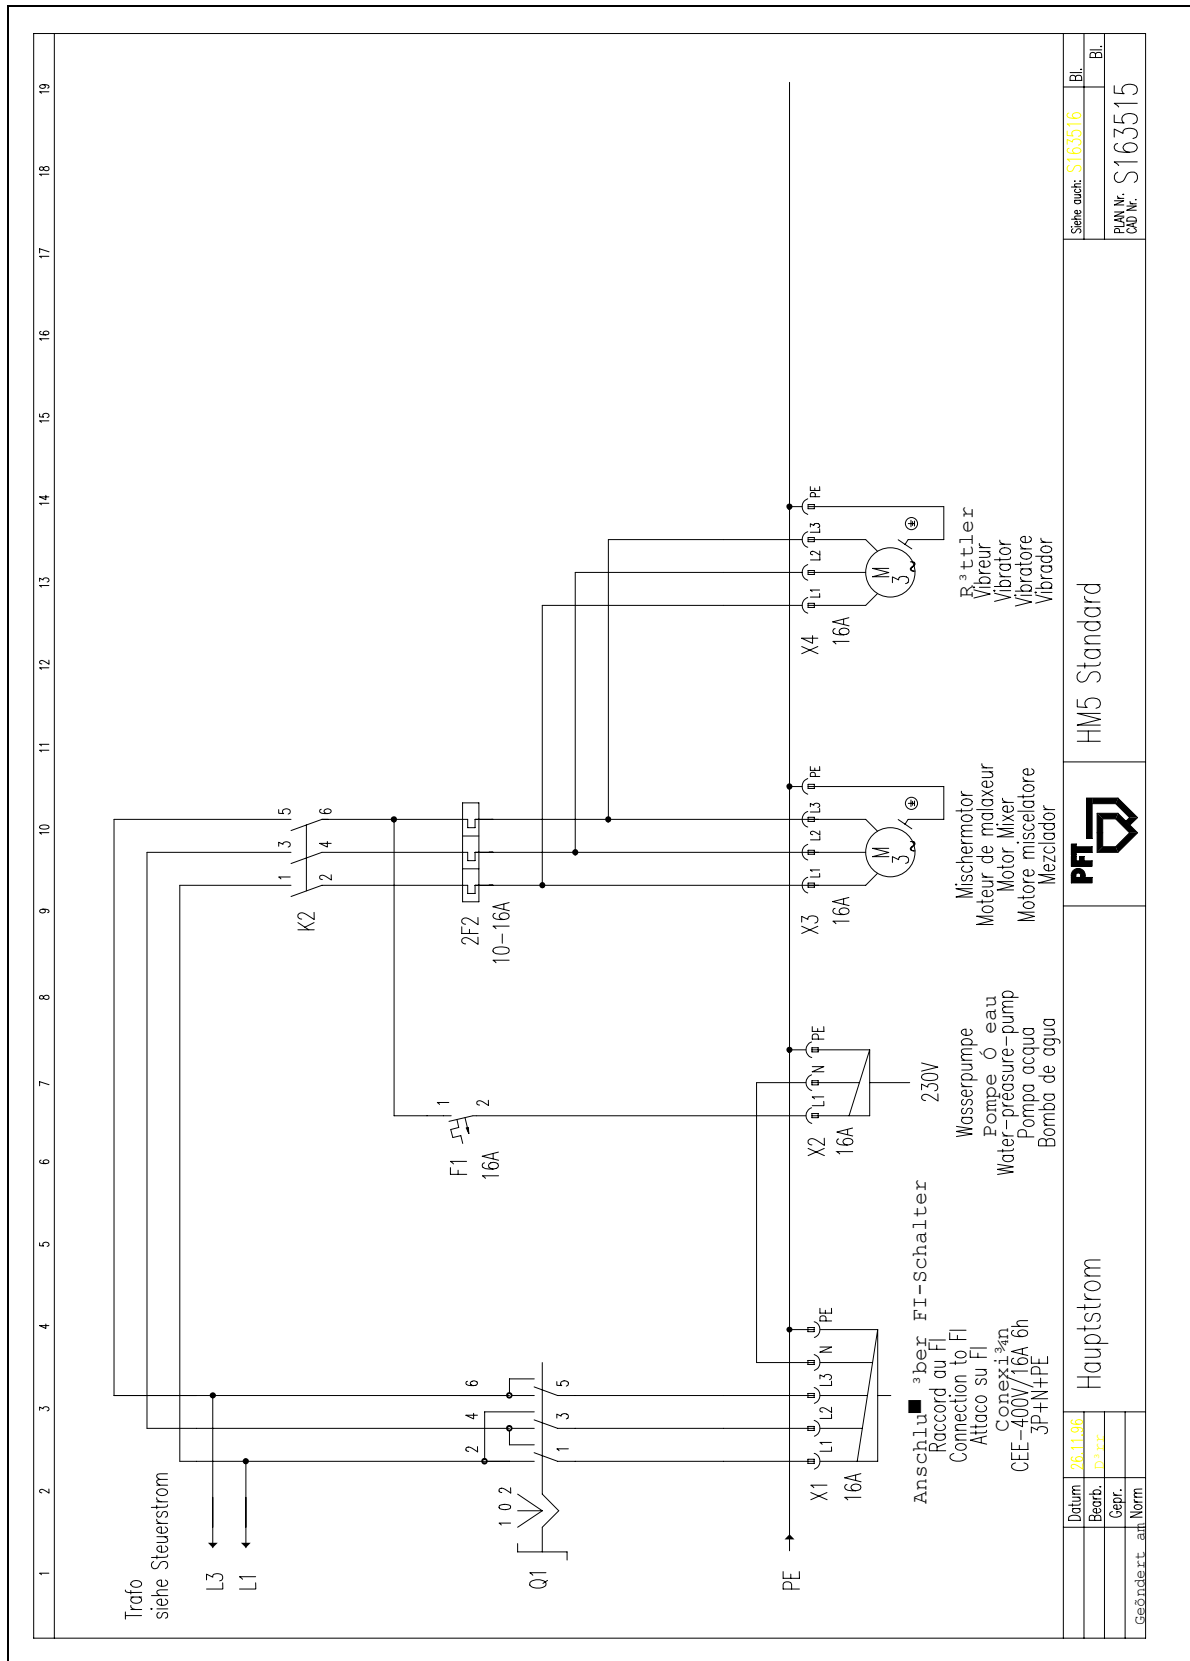 1 2 3 4 5 6 7 8 9 10 11 12 13 14 15 16 17 18 19
Trafo
siehe Steuerstrom
L3
L1
1 0 2
Q1
2 4 6
1 3 5
PE
X1
16A
L1 L2 L3 N PE
Anschlu■ ³ber FI-Schalter
Raccord au FI
Connection to FI
Attaco su FI
Conexi¾n
CEE-400V/16A 6h
3P+N+PE
F1
16A
1
2
X2
16A
L1 N PE
230V
Wasserpumpe
Pompe Ó eau
Water-preasure-pump
Pompa acqua
Bomba de agua
K2
1 3 5
2 4 6
2F2
10-16A
X3
16A
L1 L2 L3 PE
M
3
~
Mischermotor
Moteur de malaxeur
Motor Mixer
Motore miscelatore
Mezclador
X4
16A
L1 L2 L3 PE
M
3
~
R³ttler
Vibreur
Vibrator
Vibratore
Vibrador
Datum 26.11.96
Bearb.
Gepr.
Norm
Geõndert am
Hauptstrom
PFT
HM5 Standard
Siehe auch: S163516 Bl.
Bl.
PLAN Nr.
CAD Nr. S163515